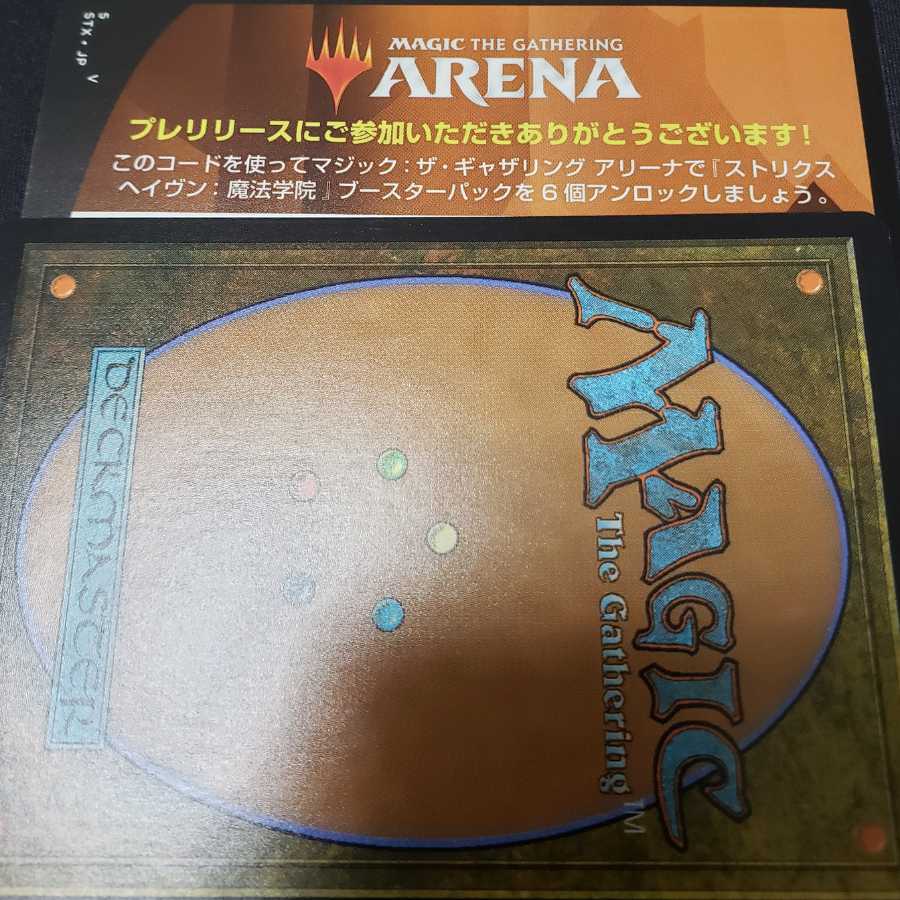 5
STX • jp V
MAGIC THE GATHERING
ARENA
プレリリースにご参加いただきありがとうございます!
このコードを使ってマジック:ザ・ギャザリング アリーナで『ストリクス
ヘイヴン:魔法学院』ブースターパックを6個アンロックしましょう。
MAGIC
The Gathering™
DECKMASTER